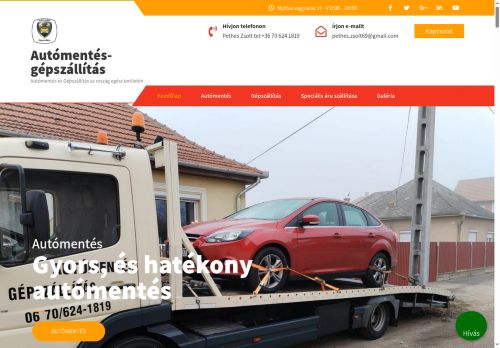 Nyitva vagyunk: H - V 0:00 - 24:00
Autómentés-
gépszállítás
Autómentés és Gépszállítás az ország egész területén
Hívjon telefonon
Pethes Zsolt tel:+36 70 624 1819
írjon e-mailt
pethes.zsolt69@gmail.com
Kapcsolat
Kezdőlap
Autómentés
Gépszállítás
Speciális áru szállítása
Galéria
Autómentés
Gyors, és hatékony
autómentés
GÉPSZÁLLÍTÁS
06 70/624-1819
AUTÓMENTÉS
Hívás